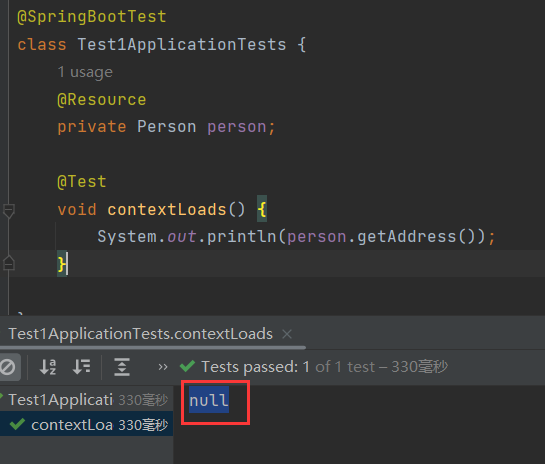 @SpringBootTest
class Test1ApplicationTests {
1 usage
@Resource
private Person person;
@Test
void contextLoads() {
System.out.println(person.getAddress());
}
Test1ApplicationTests.contextLoads ×
>> Tests passed: 1 of 1 test – 330毫秒
Test1Applicati 330毫秒
null
contextLoa 330毫秒